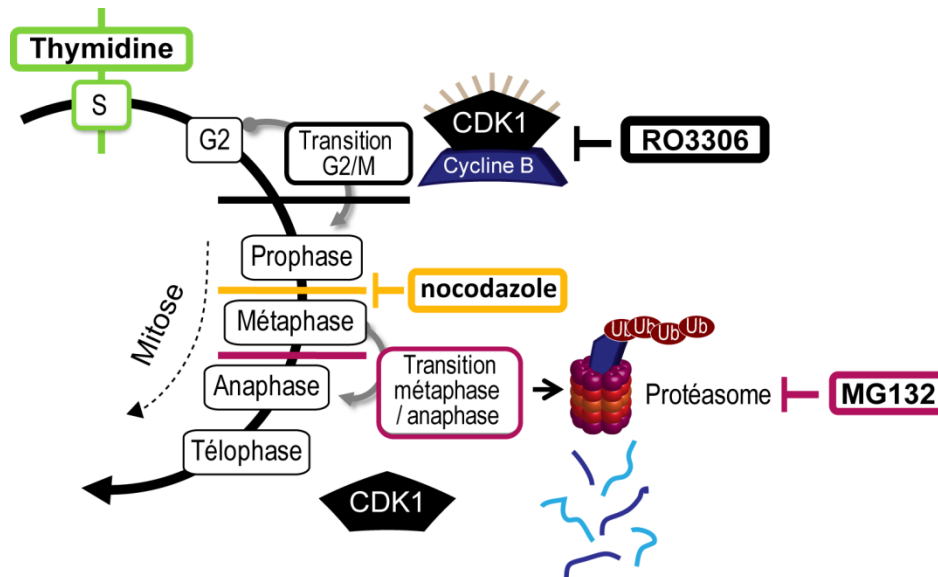 Thymidine
S
G2
Transition
G2/M
CDK1
Cycline B
RO3306
Prophase
nocodazole
Mitose
Métaphase
Anaphase
Télophase
Transition
métaphase
/ anaphase
Ub Ub Ub Ub
Protéasome
MG132
CDK1